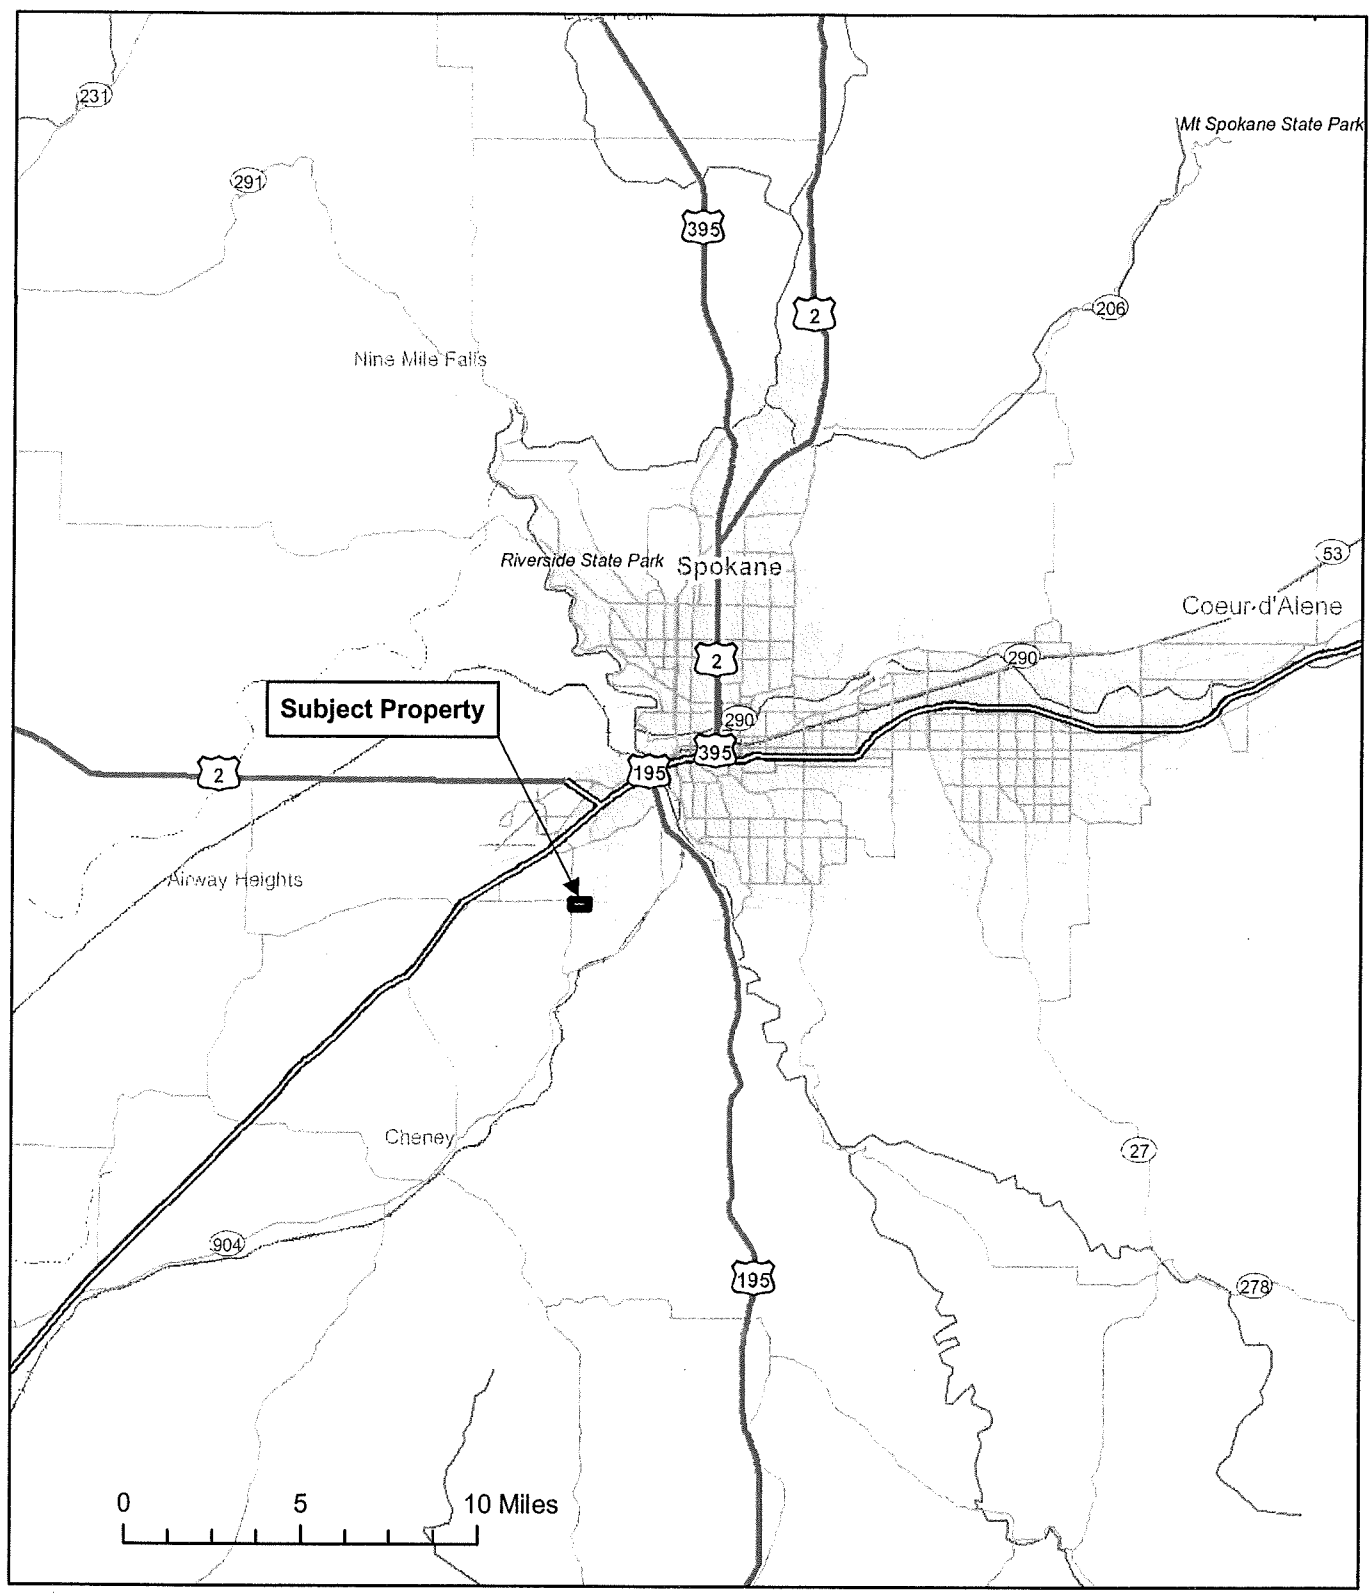 231
Mt Spokane State Park
291
395
2
206
Nine Mile Falls
53
Riverside State Park
Spokane
Coeur d'Alene
290
2
Subject Property
290
395
195
2
Airway Heights
Cheney
27
904
195
278
0 5 10 Miles